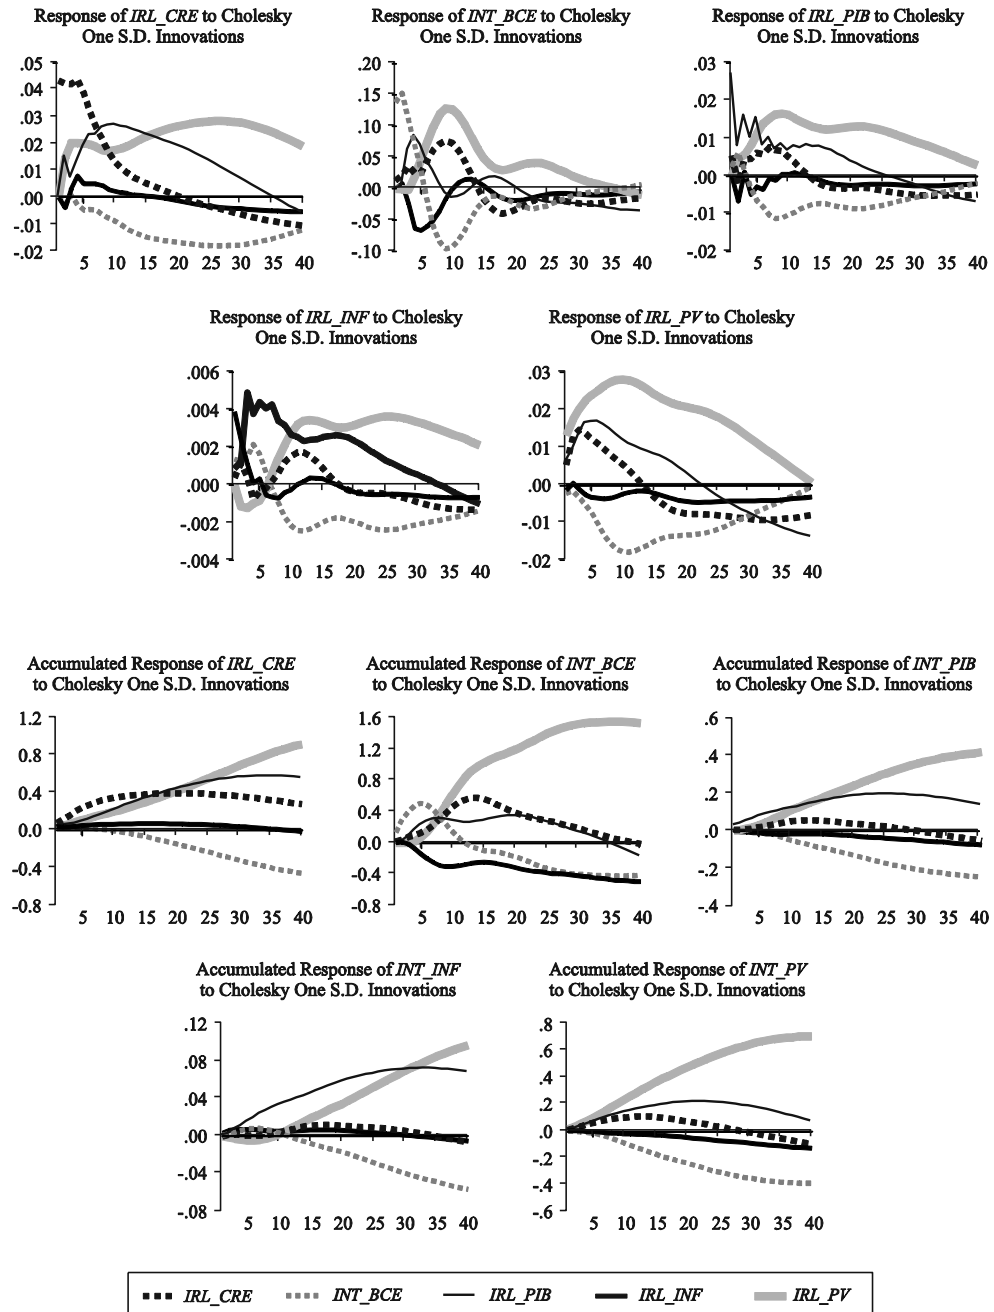 Response of IRL_CRE to Cholesky
One S.D. Innovations
Response of INT_BCE to Cholesky
One S.D. Innovations
Response of IRL_PIB to Cholesky
One S.D. Innovations
.05
.04
.03
.02
.01
.00
-.01
-.02
5 10 15 20 25 30 35 40
.20
.15
.10
.05
.00
-.05
-.10
5 10 15 20 25 30 35 40
.03
.02
.01
.00
-.01
-.02
5 10 15 20 25 30 35 40
Response of IRL_INF to Cholesky
One S.D. Innovations
Response of IRL_PV to Cholesky
One S.D. Innovations
.006
.004
.002
.000
-.002
-.004
5 10 15 20 25 30 35 40
.03
.02
.01
.00
-.01
-.02
5 10 15 20 25 30 35 40
Accumulated Response of IRL_CRE
to Cholesky One S.D. Innovations
Accumulated Response of INT_BCE
to Cholesky One S.D. Innovations
Accumulated Response of INT_PIB
to Cholesky One S.D. Innovations
1.2
0.8
0.4
0.0
-0.4
-0.8
5 10 15 20 25 30 35 40
1.6
1.2
0.8
0.4
0.0
-0.4
-0.8
5 10 15 20 25 30 35 40
.6
.4
.2
.0
-.2
-.4
5 10 15 20 25 30 35 40
Accumulated Response of INT_INF
to Cholesky One S.D. Innovations
Accumulated Response of INT_PV
to Cholesky One S.D. Innovations
.12
.08
.04
.00
-.04
-.08
5 10 15 20 25 30 35 40
.8
.6
.4
.2
.0
-.2
-.4
-.6
5 10 15 20 25 30 35 40
IRL_CRE INT_BCE IRL_PIB IRL_INF IRL_PV